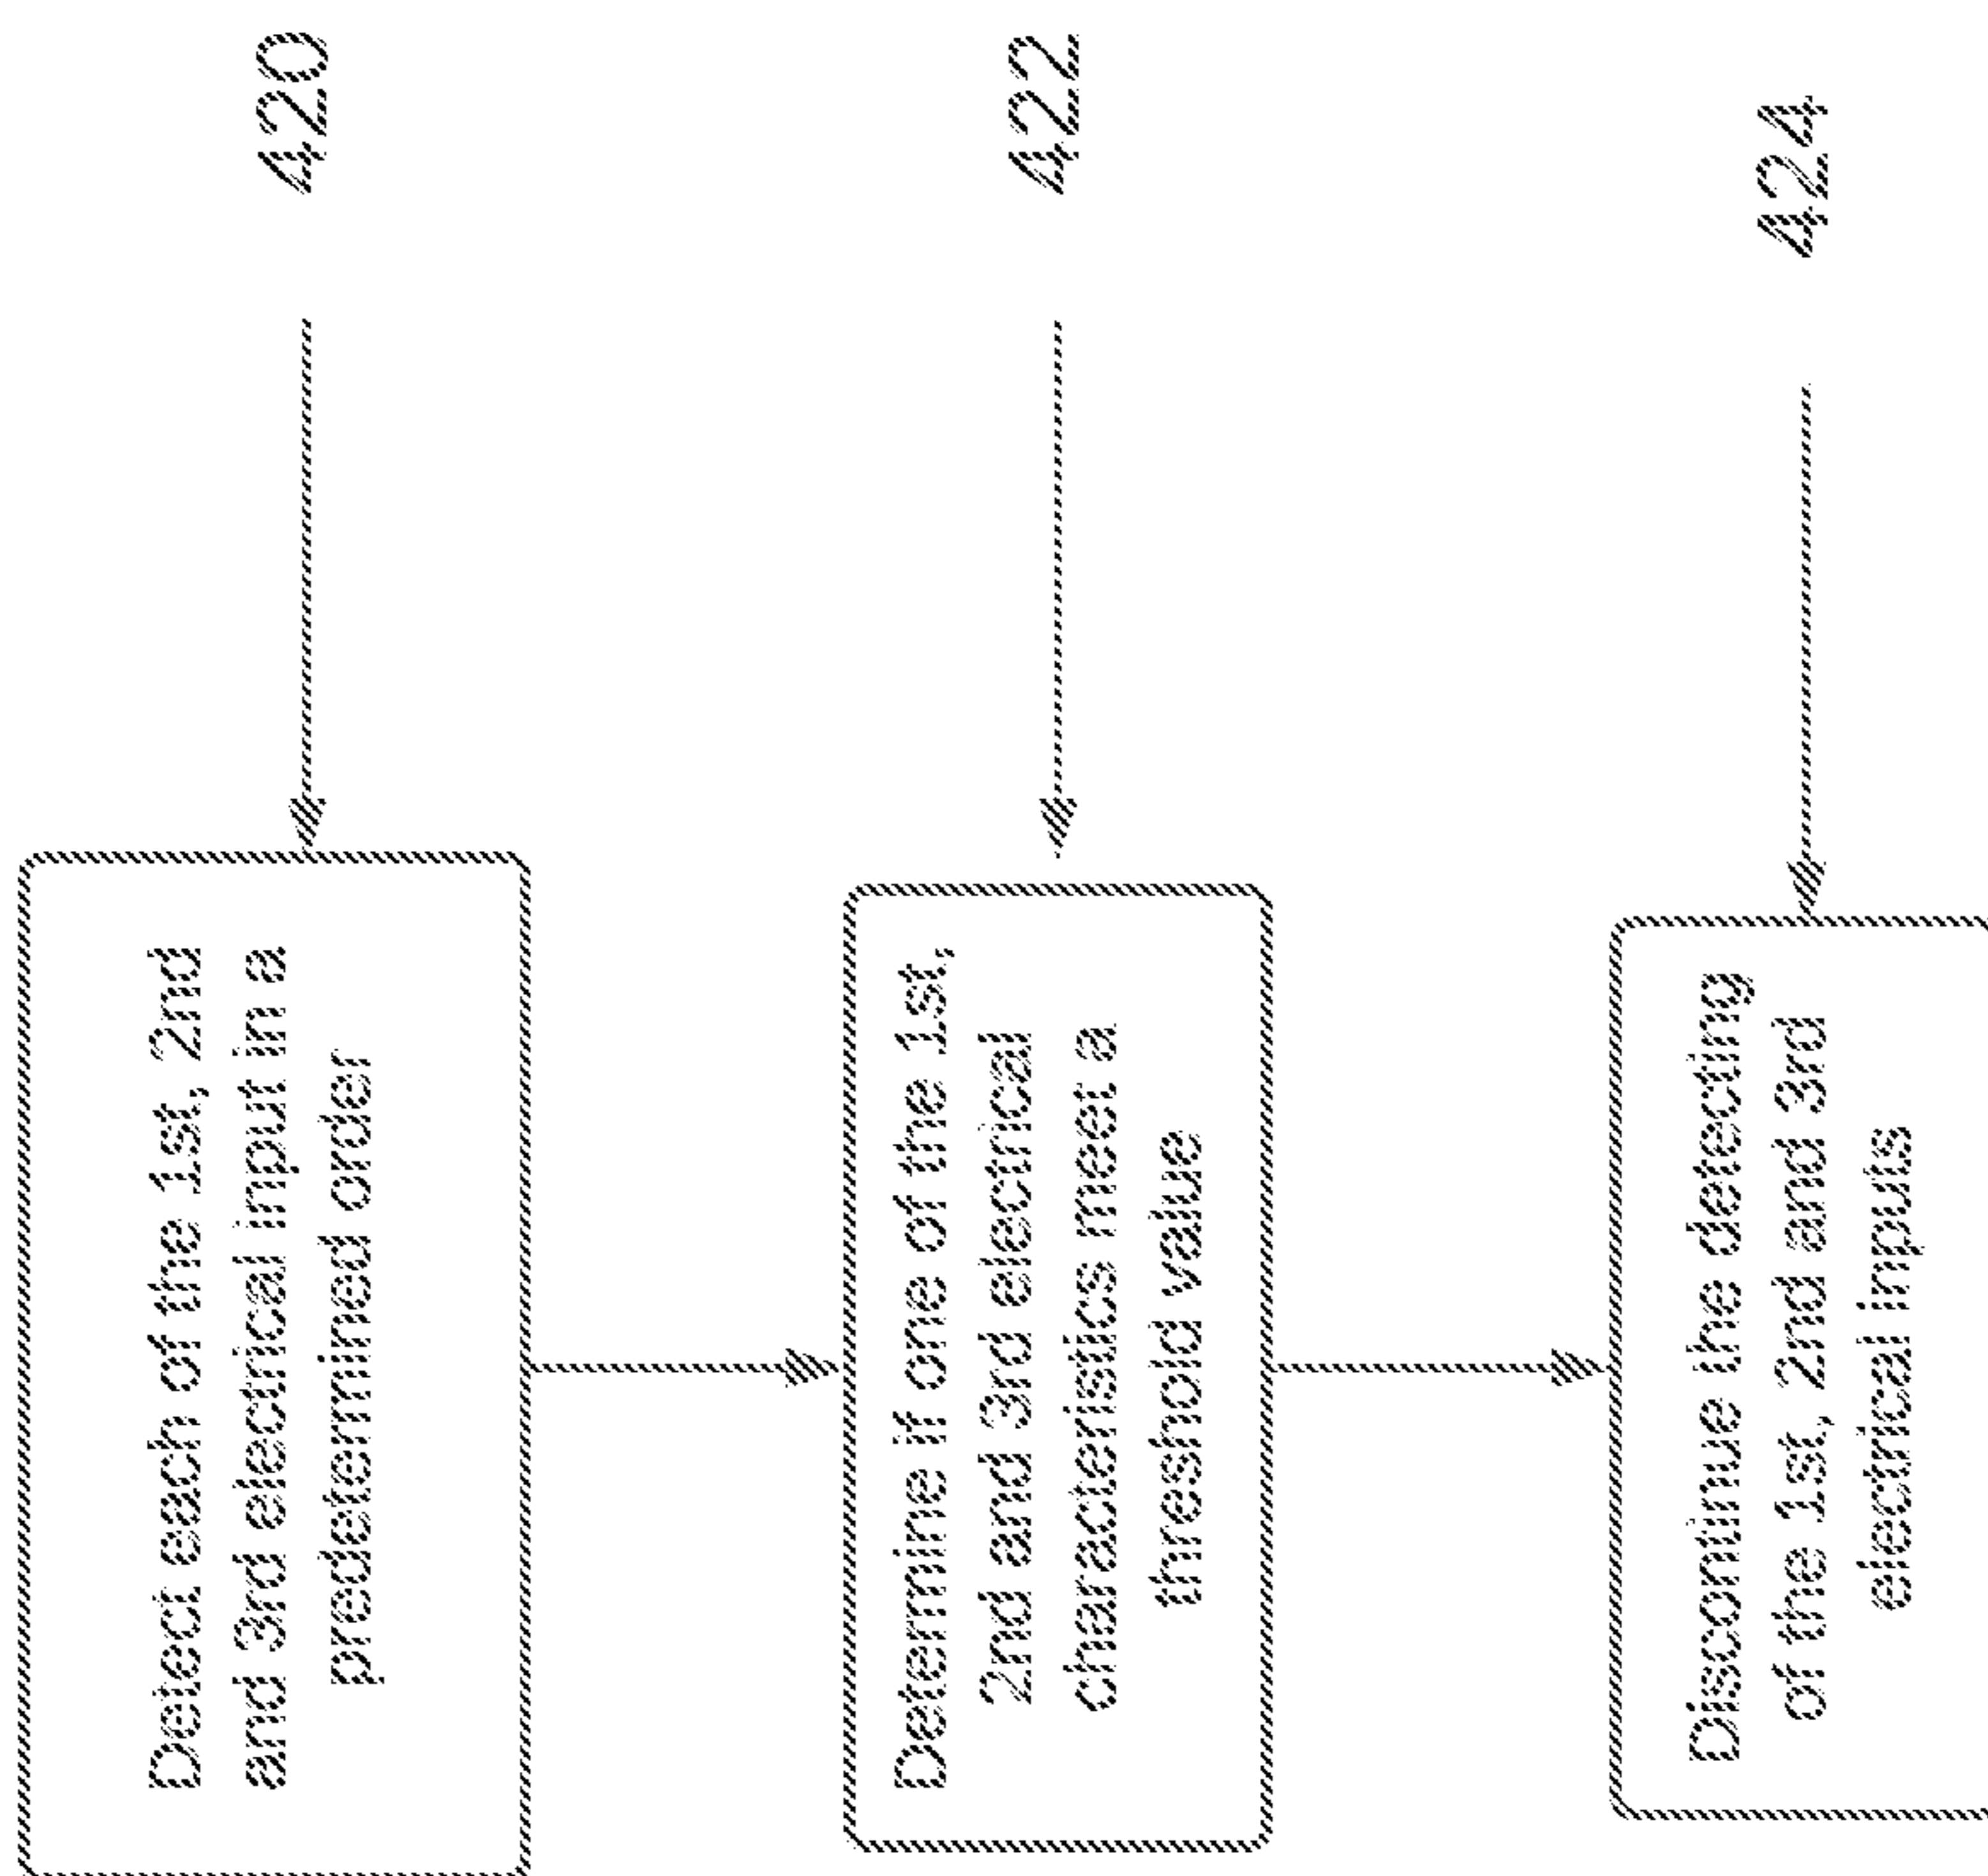 Detect each of the 1st, 2nd
and 3rd electrical input in a
predetermined order
420
Determine if one of the 1st,
2nd and 3rd electrical
characteristics meet a
threshold value
422
Discontinue the detecting
of the 1st, 2nd and 3rd
electrical inputs
424